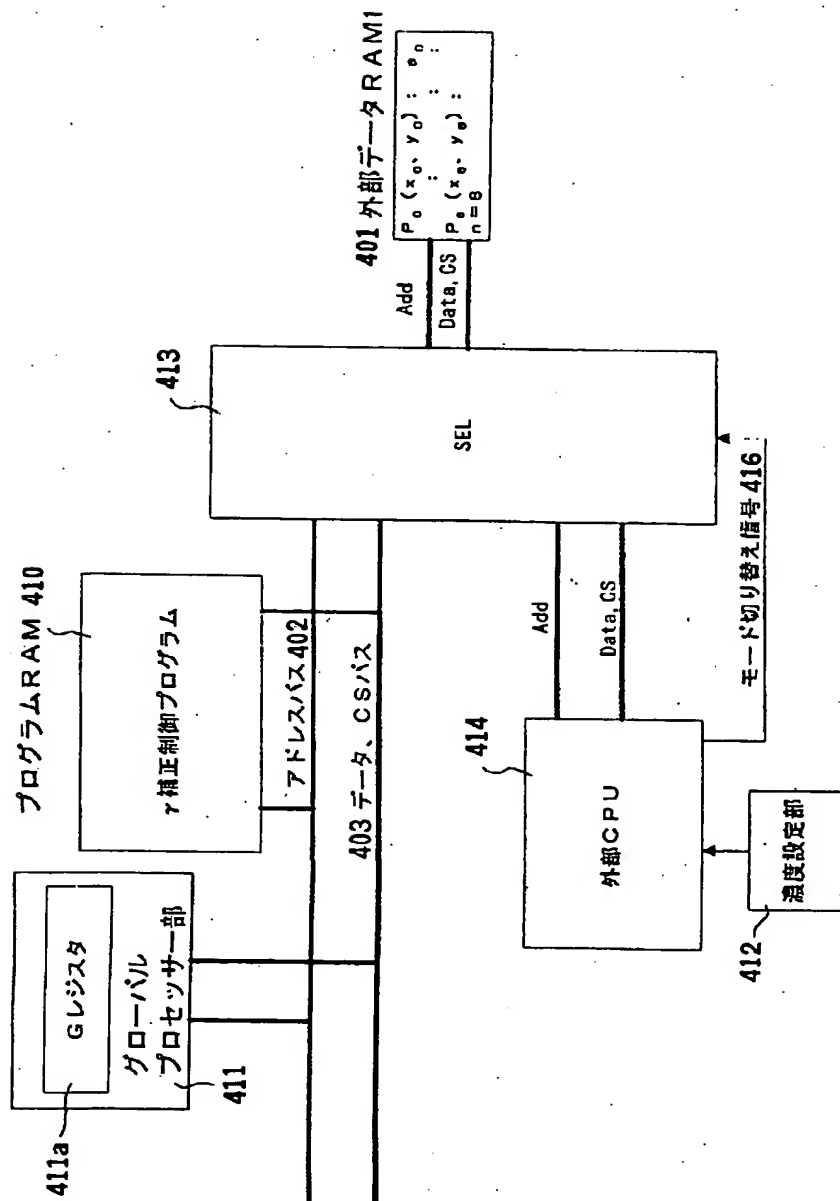 411a
Gレジスタ
グローバル
プロセッサー部
411
プログラムRAM 410
γ補正制御プログラム
アドレスバス402
403 データ、CSバス
413
SEL
401 外部データRAM1
P₀ (x₀、y₀) :
: :
n=8
Add
Data, CS
414
外部CPU
Add
Data, CS
モード切り替え信号416
412
濃度設定部